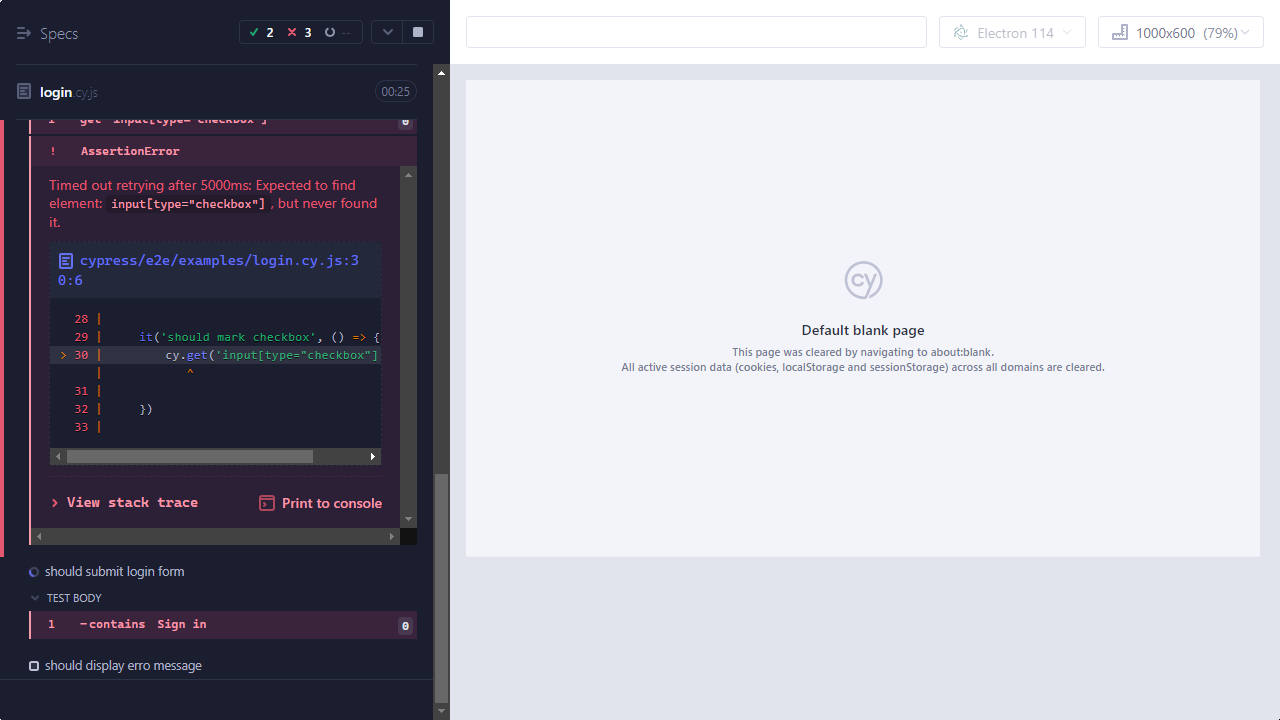 Specs
2
3
--
Electron 114
1000x600 (79%)
login.cy.js
00:25
1 get input[type="checkbox"] 0
! AssertionError
Timed out retrying after 5000ms: Expected to find
element: input[type="checkbox"], but never found
it.
cypress/e2e/examples/login.cy.js:3
0:6
28 |
29 | it('should mark checkbox', () => {
> 30 | cy.get('input[type="checkbox"]
| ^
31 |
32 | })
33 |
> View stack trace
Print to console
should submit login form
TEST BODY
1 -contains Sign in 0
should display erro message
cy
Default blank page
This page was cleared by navigating to about:blank.
All active session data (cookies, localStorage and sessionStorage) across all domains are cleared.